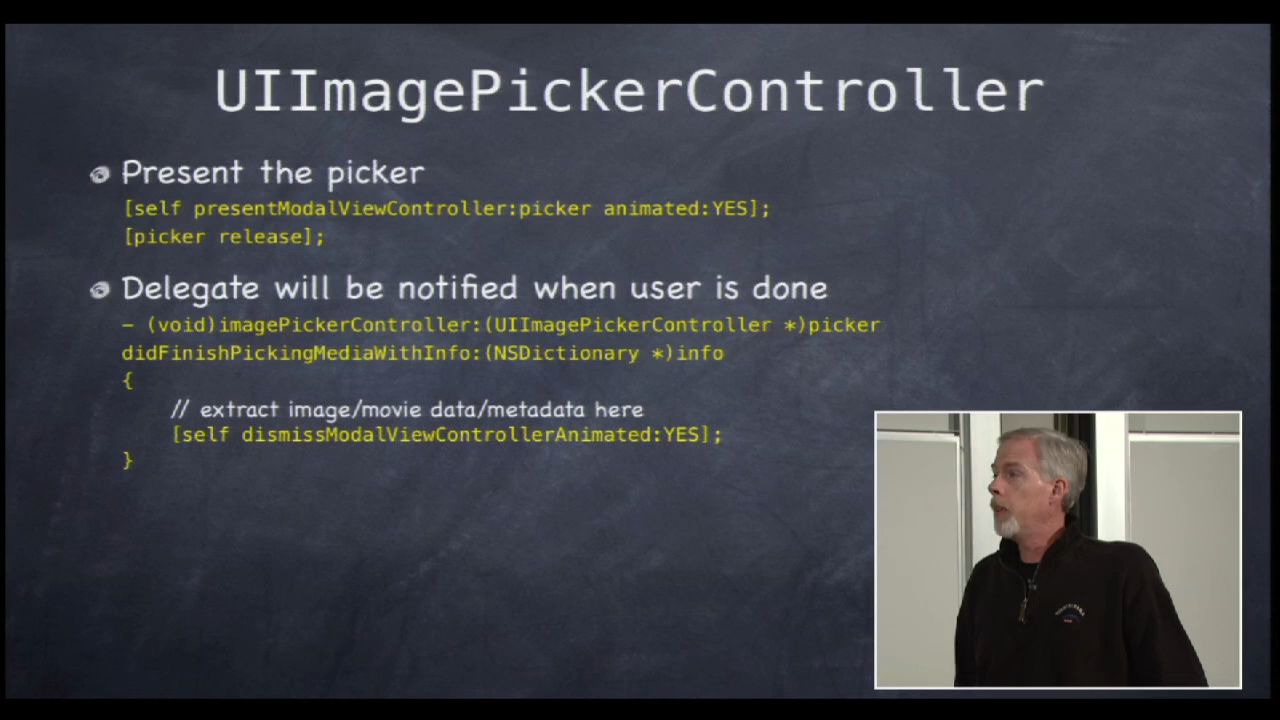 UIImagePickerController
Present the picker
[self presentModalViewController:picker animated:YES];
[picker release];
Delegate will be notified when user is done
- (void)imagePickerController:(UIImagePickerController *)picker
didFinishPickingMediaWithInfo:(NSDictionary *)info
{
// extract image/movie data/metadata here
[self dismissModalViewControllerAnimated:YES];
}